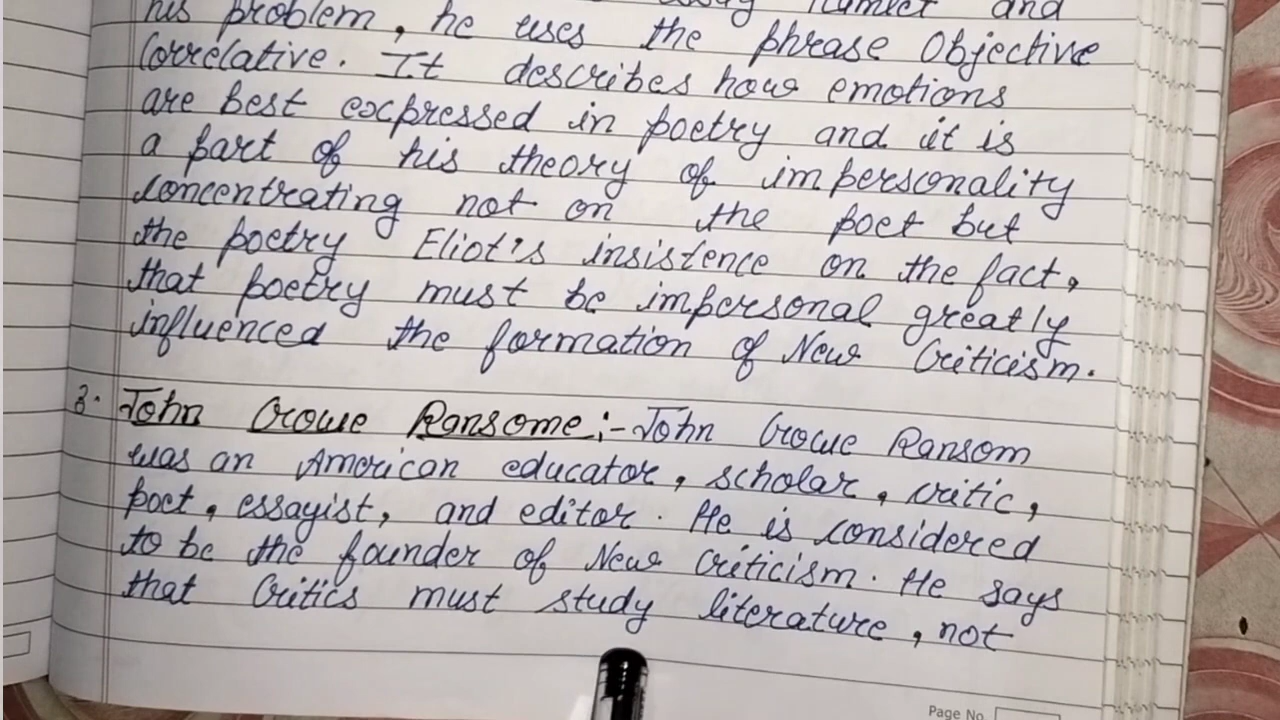 Hamlet and
his problem, he uses the phrase Objective
Correlative. It describes how emotions
are best expressed in poetry and it is
a part of his theory of impersonality
concentrating not on the poet but
the poetry Eliot's insistence on the fact,
that poetry must be impersonal greatly
influenced the formation of New Criticism.
3. John Crowe Ransome:- John Crowe Ransom
was an American educator, scholar, critic,
poet, essayist, and editor. He is considered
to be the founder of New Criticism. He says
that Critics must study literature, not
Page No.